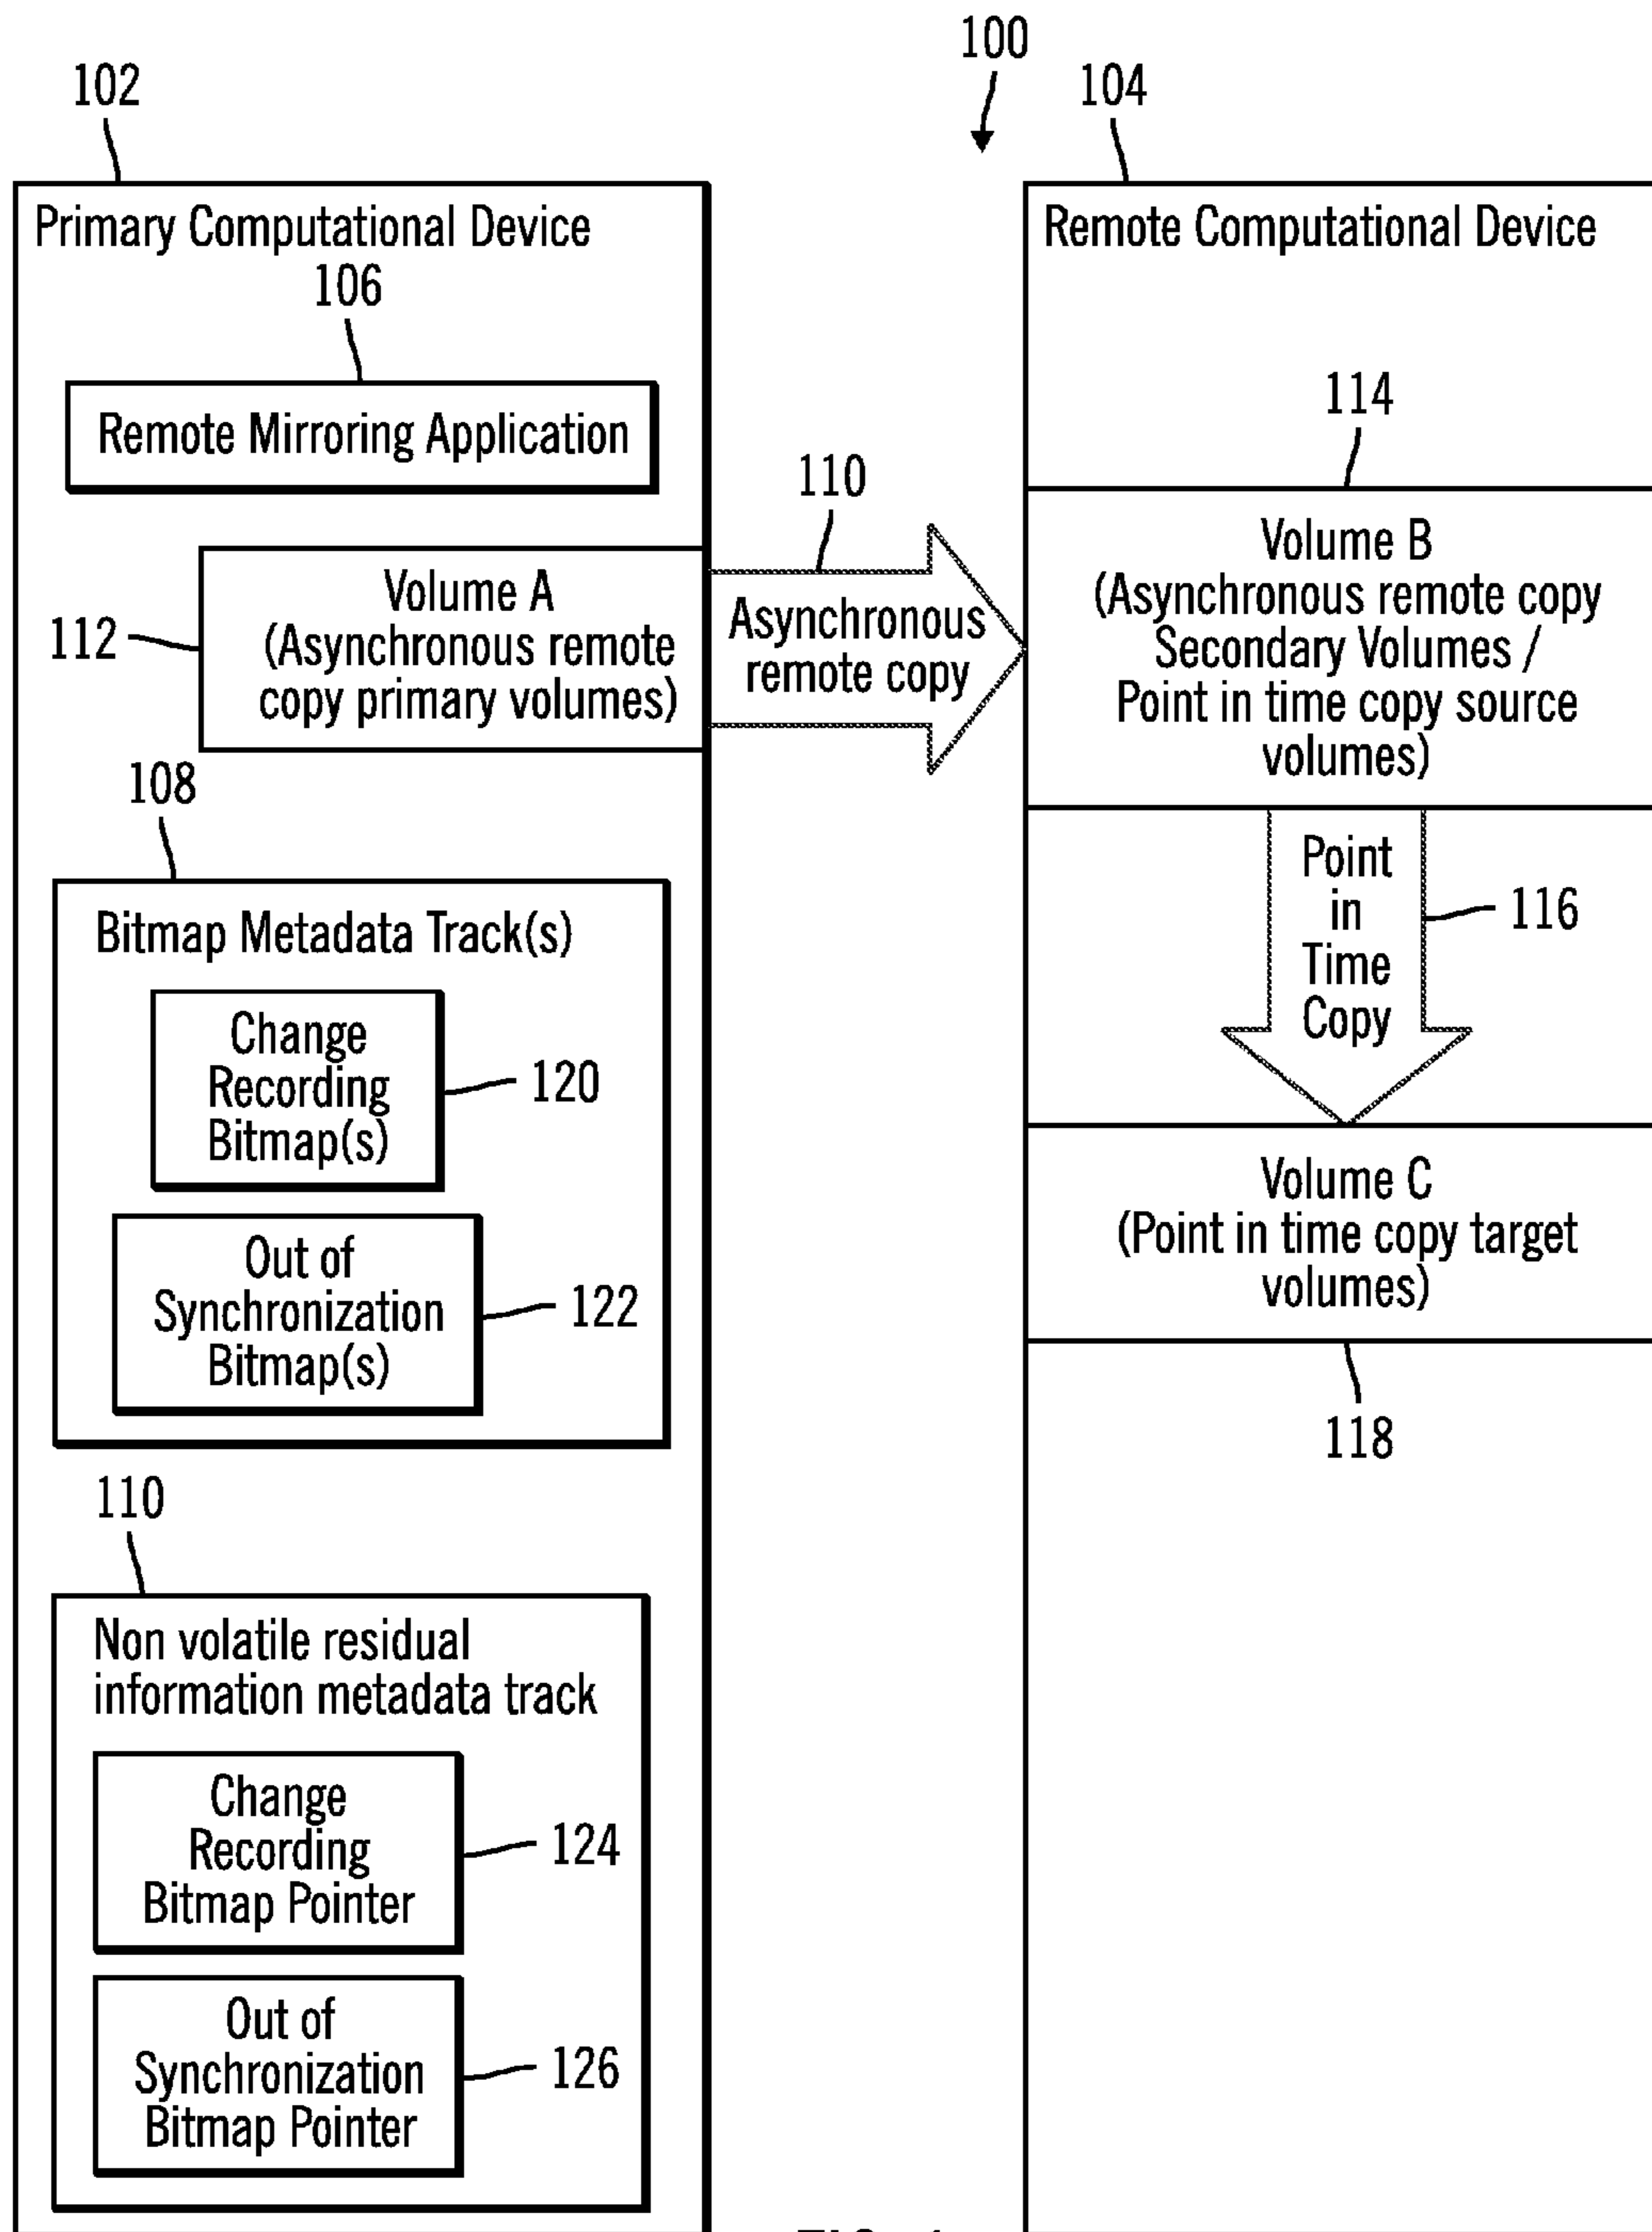 100
102
104
Primary Computational Device
106
Remote Mirroring Application
112
Volume A
(Asynchronous remote
copy primary volumes)
108
Bitmap Metadata Track(s)
Change
Recording
Bitmap(s)
120
Out of
Synchronization
Bitmap(s)
122
110
Non volatile residual
information metadata track
Change
Recording
Bitmap Pointer
124
Out of
Synchronization
Bitmap Pointer
126
110
Asynchronous
remote copy
Remote Computational Device
114
Volume B
(Asynchronous remote copy
Secondary Volumes /
Point in time copy source
volumes)
Point
in
Time
Copy
116
Volume C
(Point in time copy target
volumes)
118